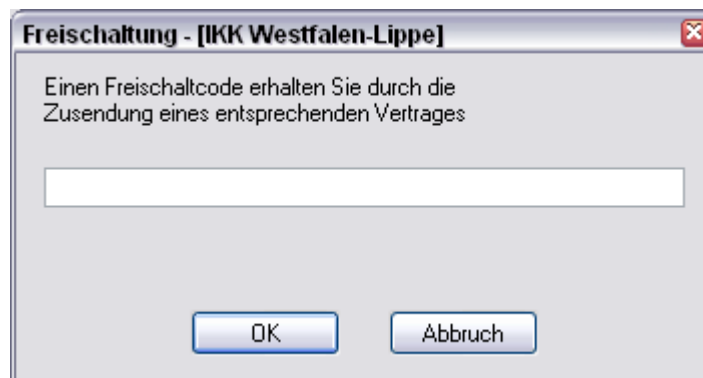 Freischaltung - [IKK Westfalen-Lippe]
Einen Freischaltcode erhalten Sie durch die
Zusendung eines entsprechenden Vertrages
OK
Abbruch